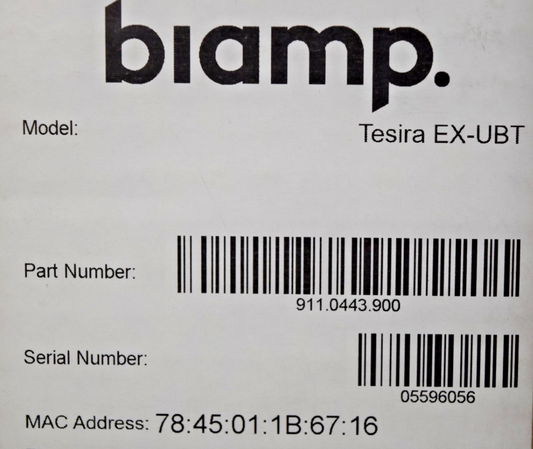 biamp.
Model: Tesira EX-UBT
Part Number:
911.0443.900
Serial Number:
05596056
MAC Address: 78:45:01:1B:67:16